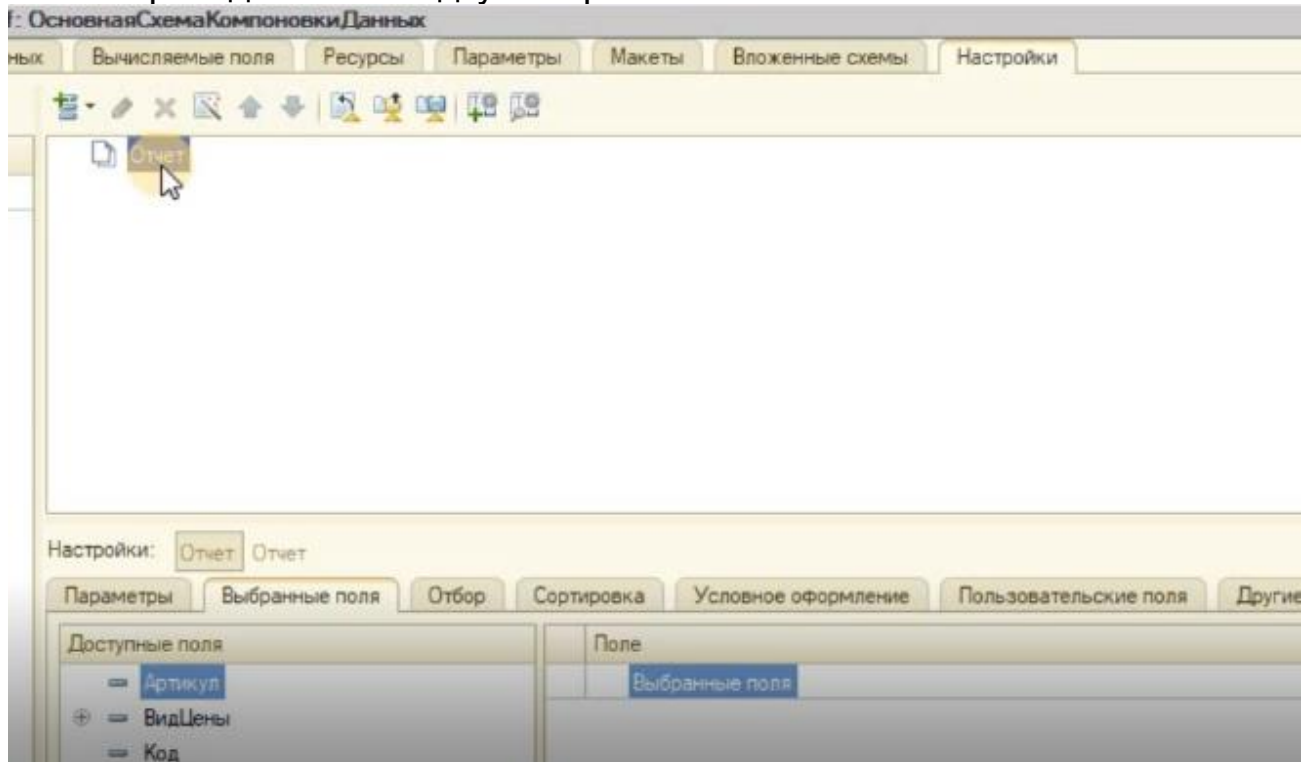 f: ОсновнаяСхемаКомпоновкиДанных
ных Вычисляемые поля Ресурсы Параметры Макеты Вложенные схемы Настройки
Отчет
Настройки: Отчет Отчет
Параметры Выбранные поля Отбор Сортировка Условное оформление Пользовательские поля Другие
Доступные поля Поле
Артикул Выбранные поля
ВидЦены
Код